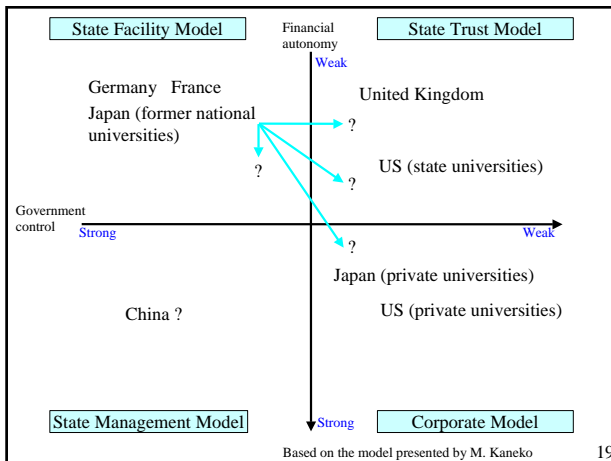 State Facility Model
Financial
autonomy
State Trust Model
Weak
Germany France
Japan (former national
universities)
United Kingdom
?
?
US (state universities)
?
Government
control
Strong
Weak
?
Japan (private universities)
China ?
US (private universities)
State Management Model
Strong
Corporate Model
Based on the model presented by M. Kaneko
19